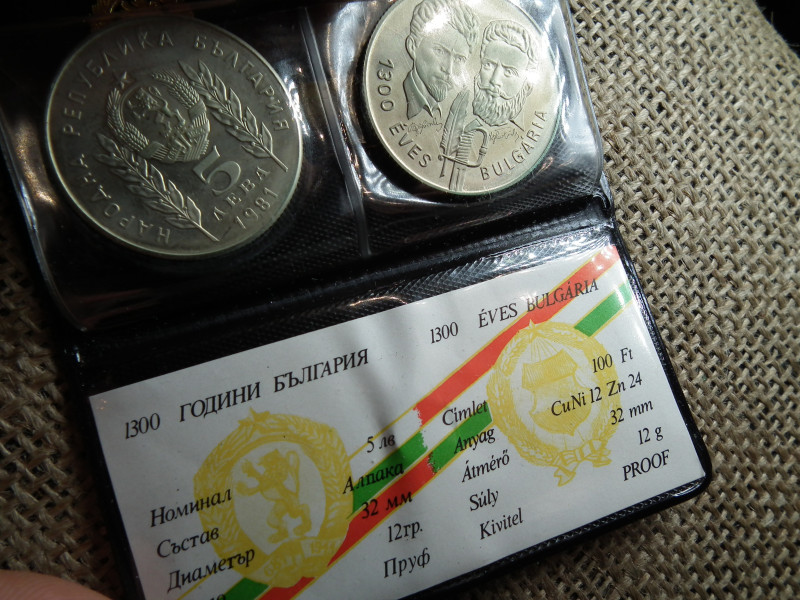 НАРОДНА РЕПУБЛИКА БЪЛГАРИЯ
5
ЛЕВА
1981
1300 ÉVES BULGÁRIA
1300 ГОДИНИ БЪЛГАРИЯ
Номинал 5 лв
Състав Алпака
Диаметър 32 мм
12гр.
Пруф
1300 ÉVES BULGÁRIA
Címlet 100 Ft
Anyag CuNi 12 Zn 24
Átmérő 32 mm
Súly 12 g
Kivitel PROOF